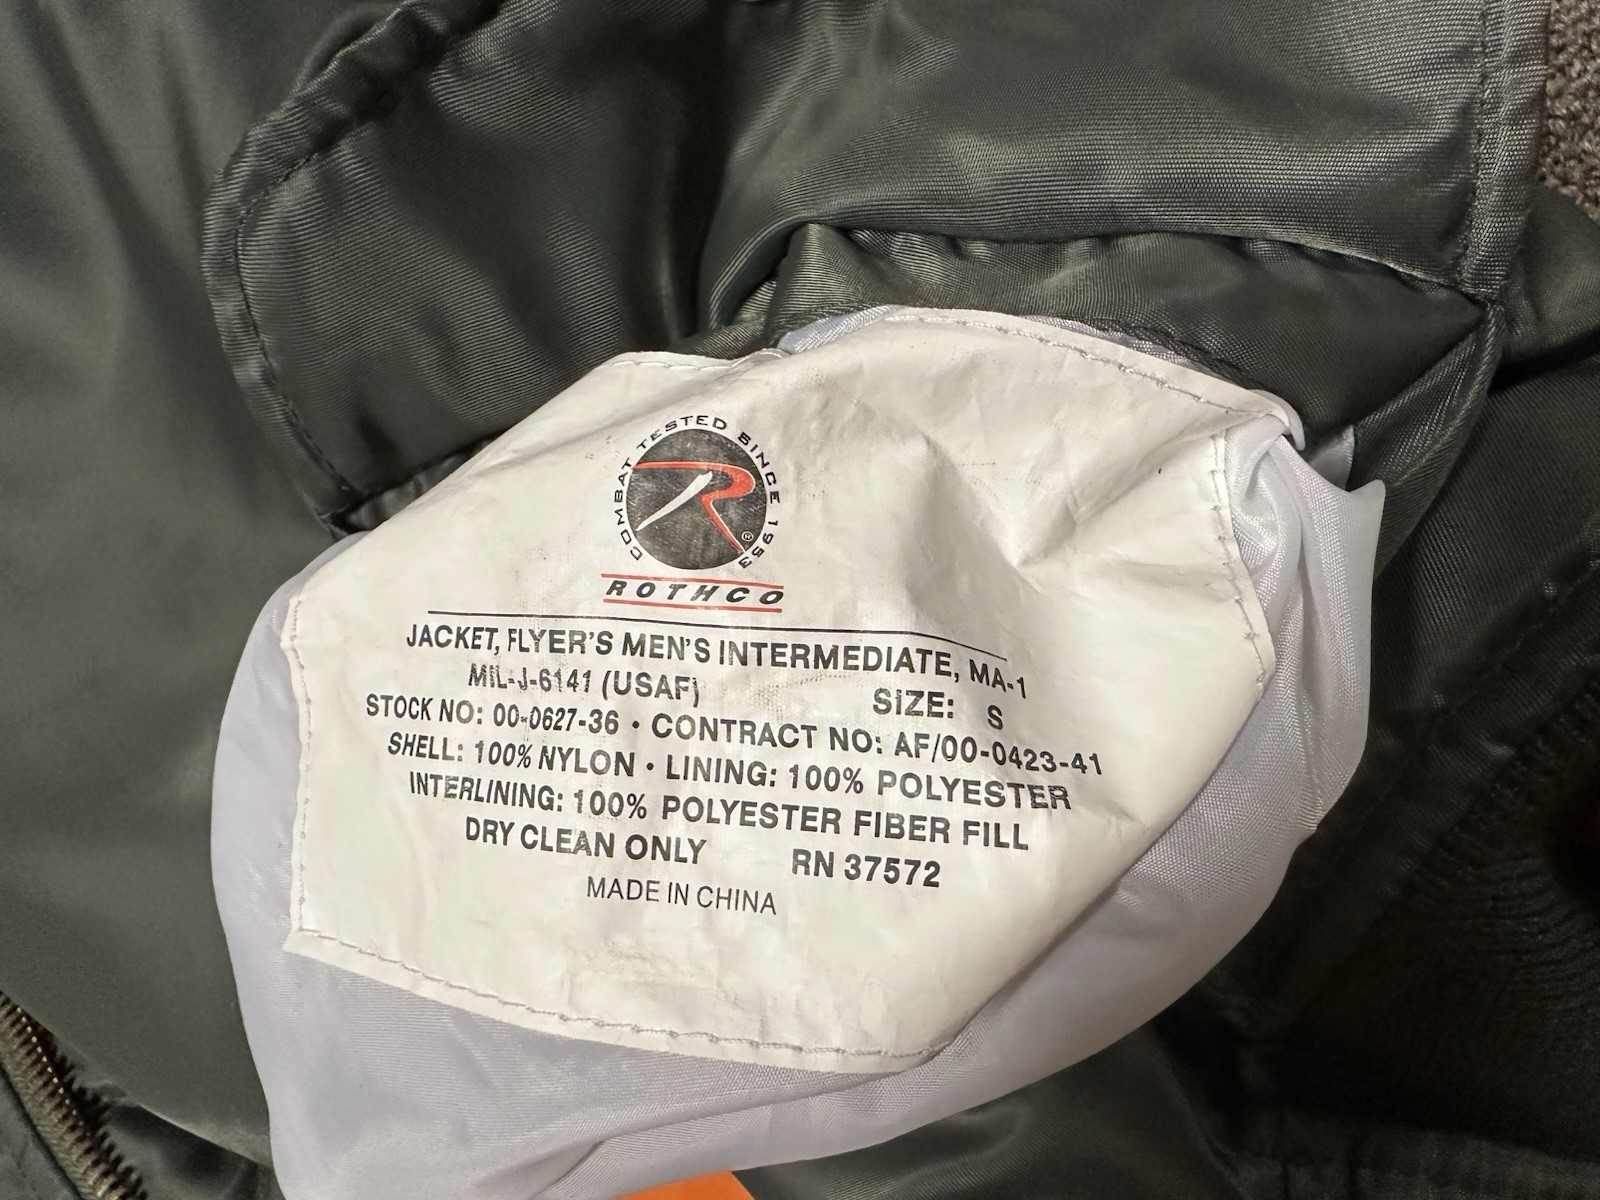 COMBAT TESTED SINCE 1953
R ®
ROTHCO
JACKET, FLYER'S MEN'S INTERMEDIATE, MA-1
MIL-J-6141 (USAF) SIZE: S
STOCK NO: 00-0627-36 • CONTRACT NO: AF/00-0423-41
SHELL: 100% NYLON • LINING: 100% POLYESTER
INTERLINING: 100% POLYESTER FIBER FILL
DRY CLEAN ONLY RN 37572
MADE IN CHINA